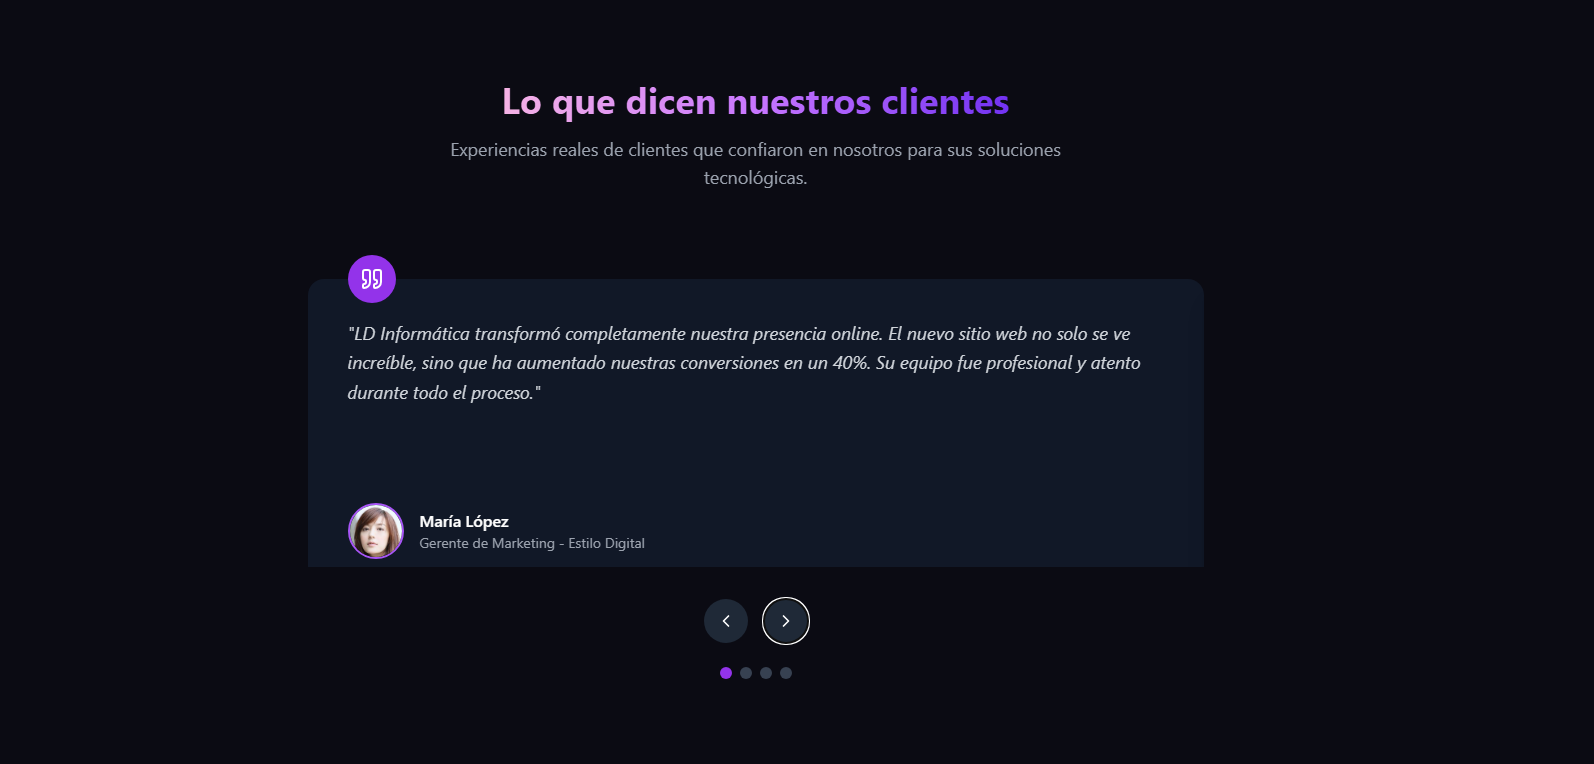 Lo que dicen nuestros clientes
Experiencias reales de clientes que confiaron en nosotros para sus soluciones
tecnológicas.
"LD Informática transformó completamente nuestra presencia online. El nuevo sitio web no solo se ve
increíble, sino que ha aumentado nuestras conversiones en un 40%. Su equipo fue profesional y atento
durante todo el proceso."
María López
Gerente de Marketing - Estilo Digital